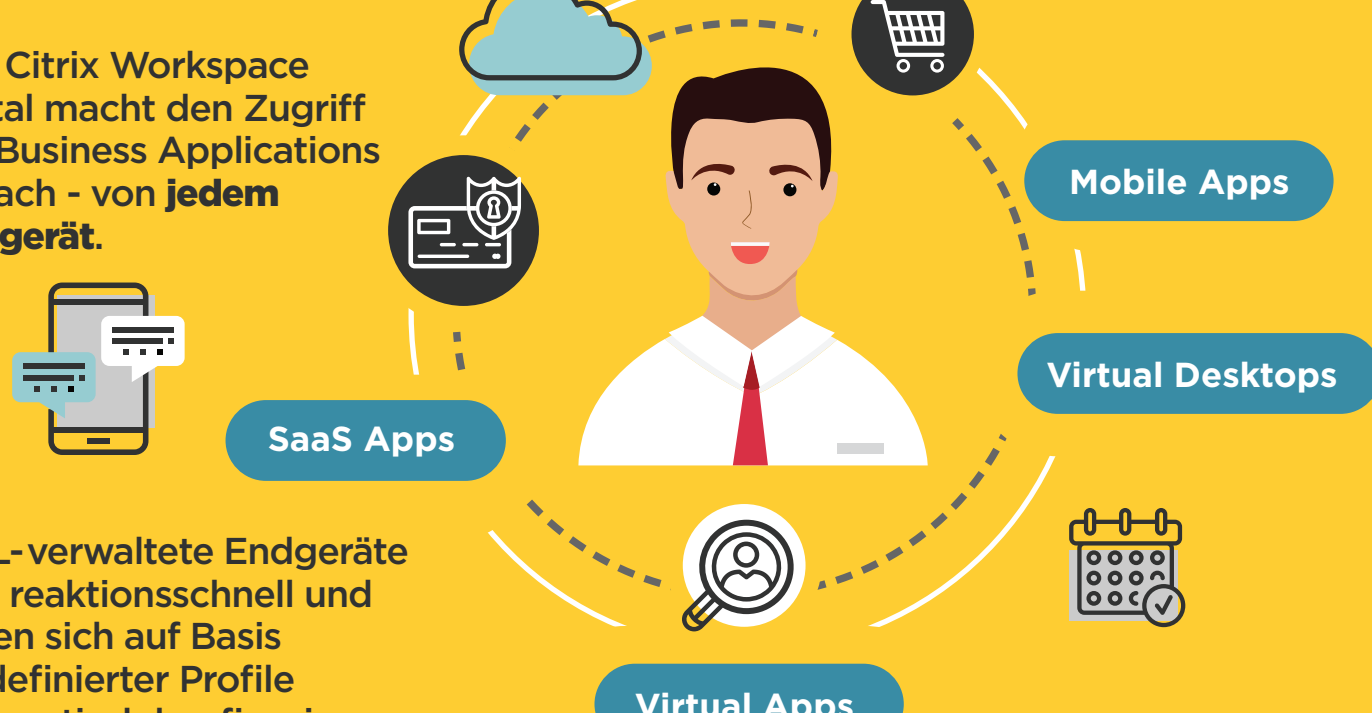 Citrix Workspace
tal macht den Zugriff
Business Applications
ach - von jedem
gerät.
Mobile Apps
Virtual Desktops
SaaS Apps
L-verwaltete Endgeräte
reaktionsschnell und
en sich auf Basis
definierter Profile
Virtual Apps